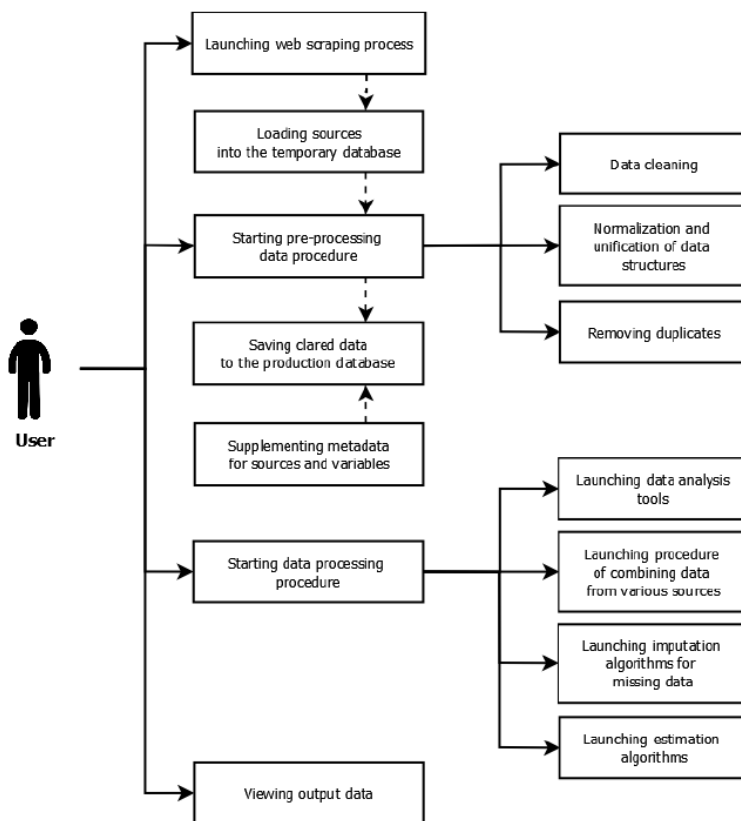 Launching web scraping process
Loading sources
into the temporary database
Data cleaning
Starting pre-processing
data procedure
Normalization and
unification of data
structures
Saving clared data
to the production database
Removing duplicates
User
Supplementing metadata
for sources and variables
Launching data analysis
tools
Starting data processing
procedure
Launching procedure
of combining data
from various sources
Launching imputation
algorithms for
missing data
Launching estimation
algorithms
Viewing output data